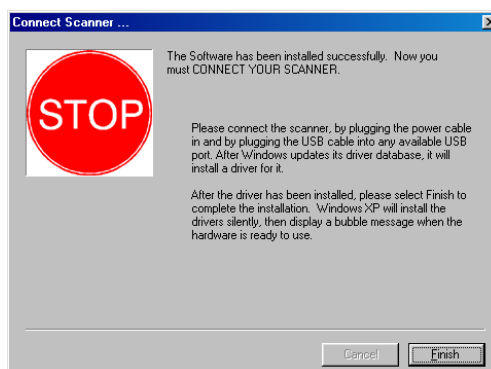 Connect Scanner ...
The Software has been installed successfully. Now you
must CONNECT YOUR SCANNER.
STOP
Please connect the scanner, by plugging the power cable
in and by plugging the USB cable into any available USB
port. After Windows updates its driver database, it will
install a driver for it.
After the driver has been installed, please select Finish to
complete the installation. Windows XP will install the
drivers silently, then display a bubble message when the
hardware is ready to use.
Cancel
Finish